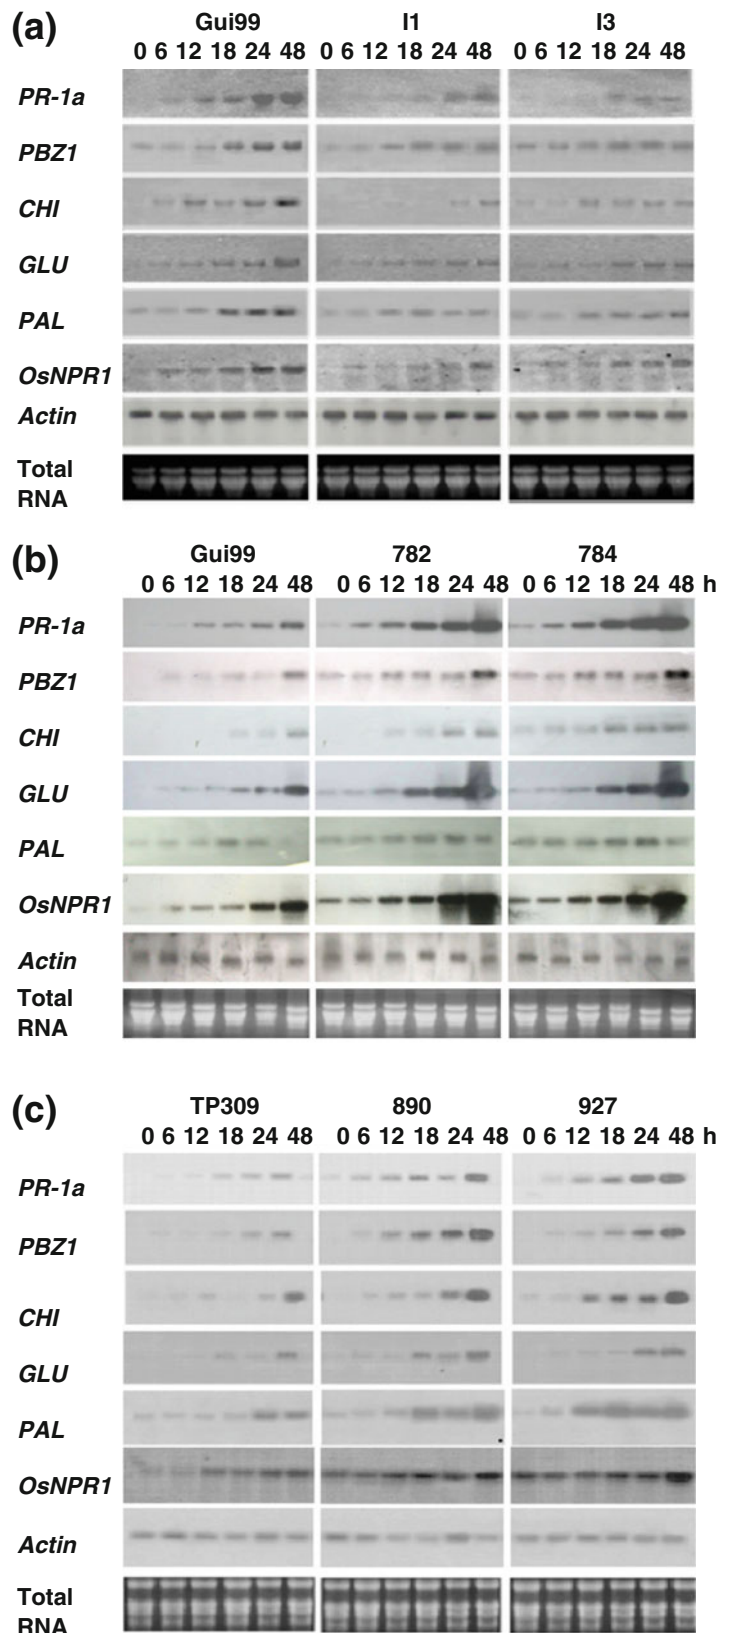 (a) Gui99 I1 I3
0 6 12 18 24 48 0 6 12 18 24 48 0 6 12 18 24 48
PR-1a
PBZ1
CHI
GLU
PAL
OsNPR1
Actin
Total
RNA
(b) Gui99 782 784
0 6 12 18 24 48 0 6 12 18 24 48 0 6 12 18 24 48 h
PR-1a
PBZ1
CHI
GLU
PAL
OsNPR1
Actin
Total
RNA
(c) TP309 890 927
0 6 12 18 24 48 0 6 12 18 24 48 0 6 12 18 24 48 h
PR-1a
PBZ1
CHI
GLU
PAL
OsNPR1
Actin
Total
RNA